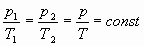 p₁/T₁ = p₂/T₂ = p/T = const